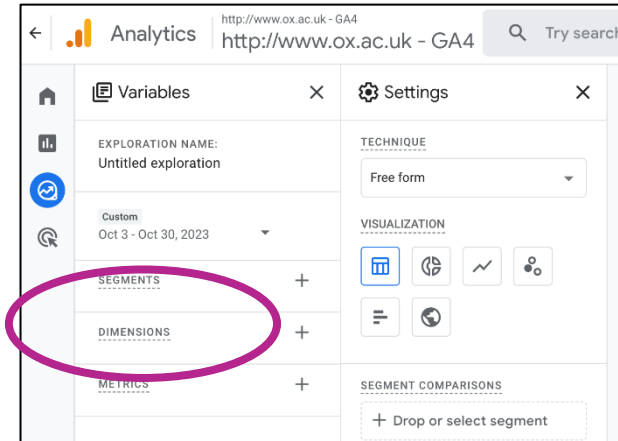 Analytics
http://www.ox.ac.uk - GA4
http://www.ox.ac.uk - GA4
Try search
Variables
EXPLORATION NAME:
Untitled exploration
Custom
Oct 3 - Oct 30, 2023
SEGMENTS
DIMENSIONS
METRICS
Settings
TECHNIQUE
Free form
VISUALIZATION
SEGMENT COMPARISONS
Drop or select segment